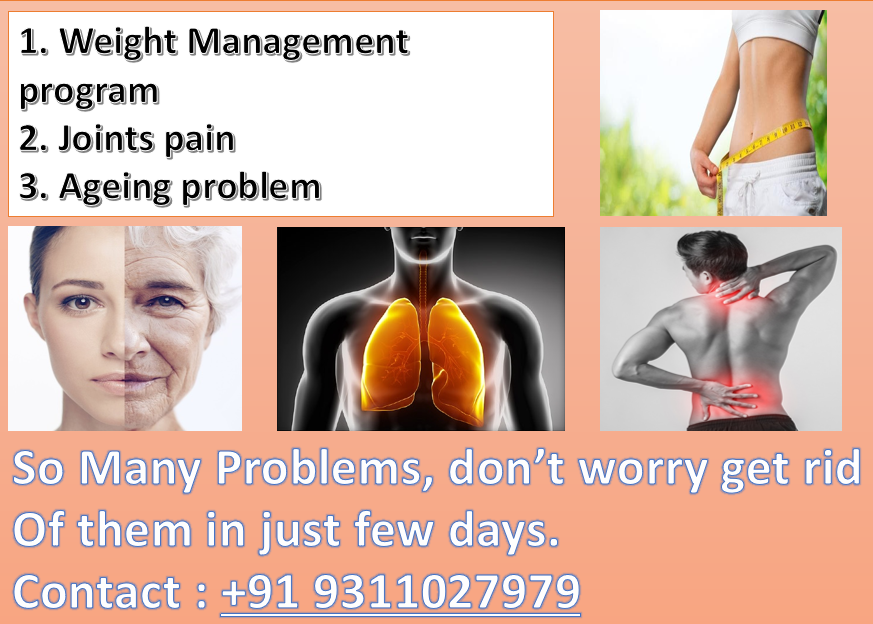 1. Weight Management
program
2. Joints pain
3. Ageing problem
So Many Problems, don't worry get rid
Of them in just few days.
Contact : +91 9311027979